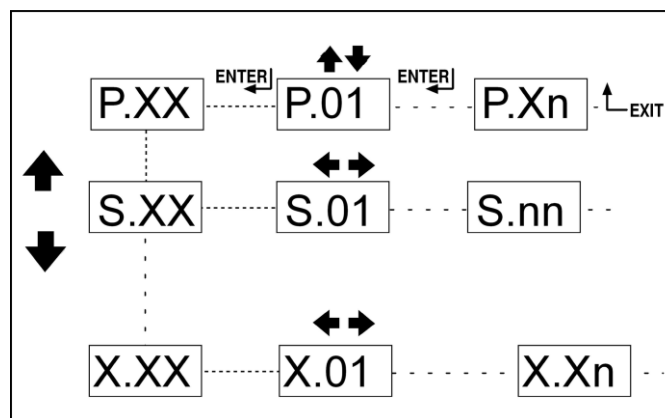 ENTER ENTER
P.XX P.01 P.Xn EXIT
S.XX S.01 S.nn
X.XX X.01 X.Xn